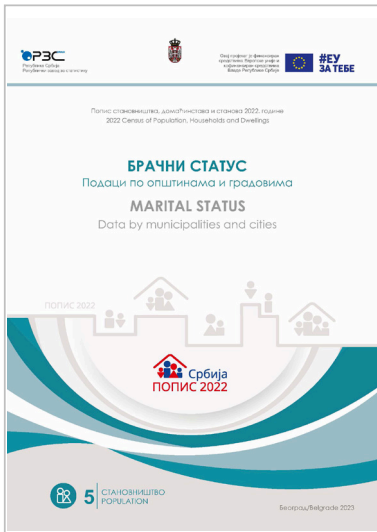 РЗС
Република Србија
Републички завод за статистику
Овај пројекат је финансиран
средствима Европске уније и
кофинансиран средствима
Владе Републике Србије
#ЕУ
ЗА ТЕБЕ
Попис становништва, домаћинстава и станова 2022. године
2022 Census of Population, Households and Dwellings
БРАЧНИ СТАТУС
Подаци по општинама и градовима
MARITAL STATUS
Data by municipalities and cities
ПОПИС 2022
Србија
ПОПИС 2022
5
СТАНОВНИШТВО
POPULATION
Београд/Belgrade 2023